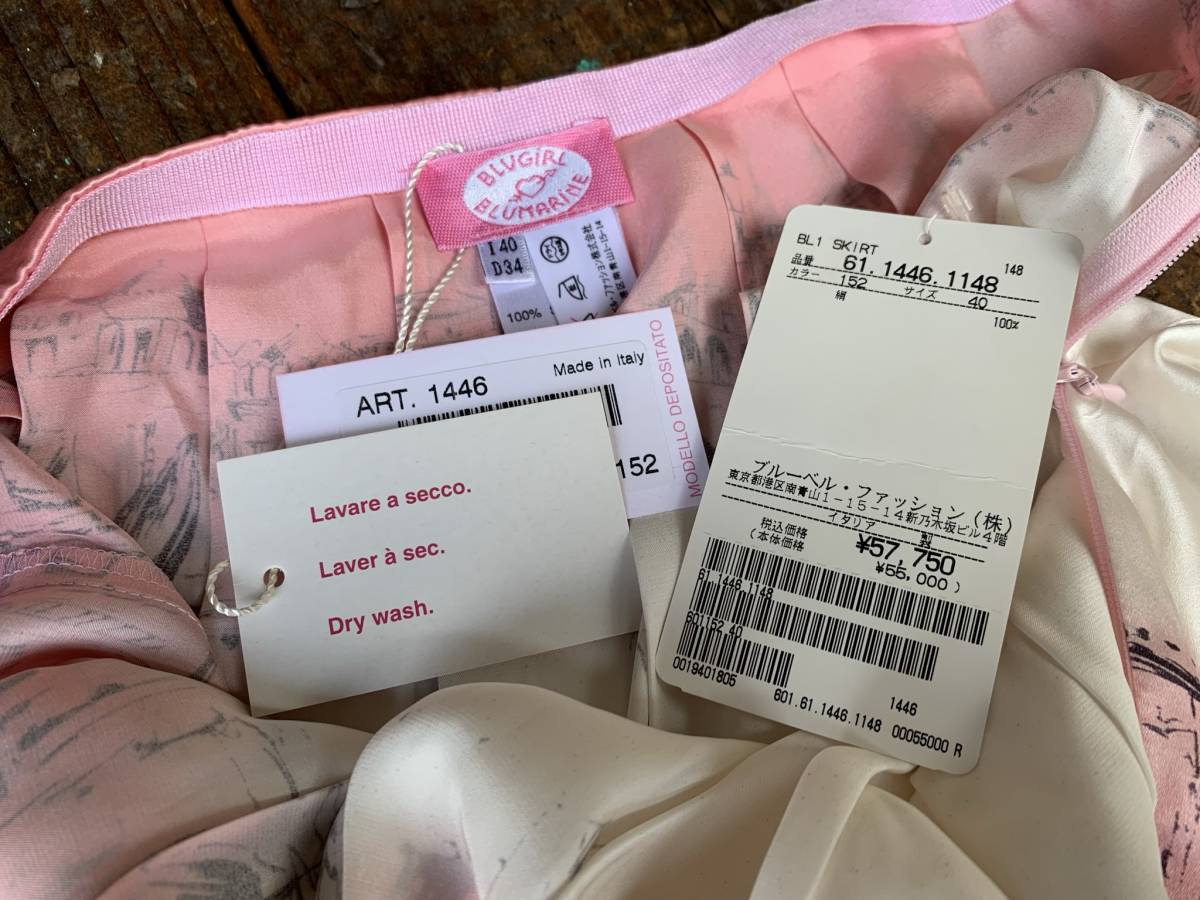 BLUGIRL
BLUMARINE
I 40
D34
100% S
ART. 1446
Made in Italy
152
MODELLO DEPOSITATO
Lavare a secco.
Laver à sec.
Dry wash.
BL1 SKIRT
148
品番 61.1446.1148
カラー 152 サイズ 40
絹 100%
ブルーベル・ファッション(株)
東京都港区南青山1-15-14新乃木坂ビル4階
イタリア 製
税込価格 ¥57,750
(本体価格 ¥55,000)
61.1446.1148
601152.40
0019401805
1446
601.61.1446.1148 00055000 R